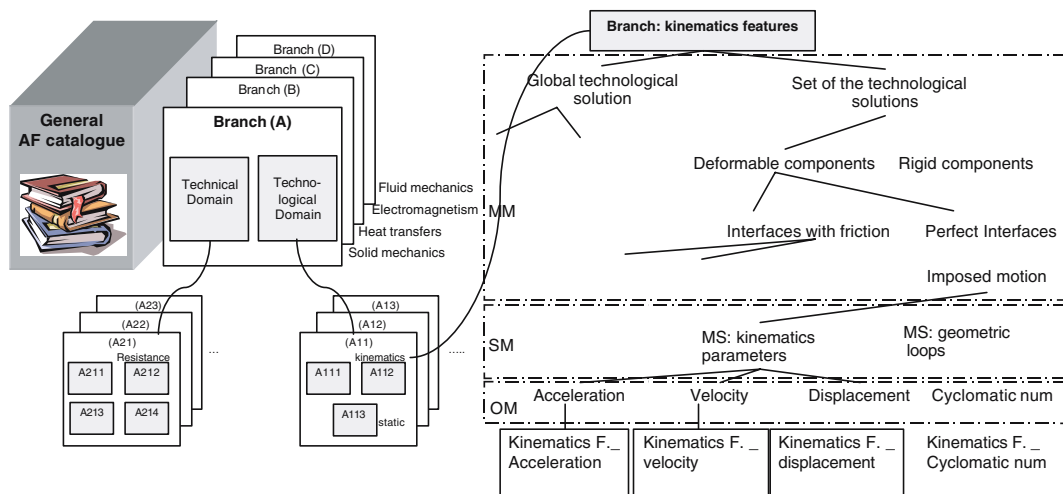 General
AF catalogue
Branch (D)
Branch (C)
Branch (B)
Branch (A)
Technical
Domain
Techno-
logical
Domain
Fluid mechanics
Electromagnetism
Heat transfers
Solid mechanics
(A23)
(A22)
(A21)
Resistance
A211
A212
A213
A214
...
(A13)
(A12)
(A11)
kinematics
A111
A112
A113
static
.....
Branch: kinematics features
Global technological
solution
Set of the technological
solutions
Deformable components
Rigid components
MM
Interfaces with friction
Perfect Interfaces
Imposed motion
SM
MS: kinematics
parameters
MS: geometric
loops
OM
Acceleration
Velocity
Displacement
Cyclomatic num
Kinematics F._
Acceleration
Kinematics F. _
velocity
Kinematics F. _
displacement
Kinematics F. _
Cyclomatic num